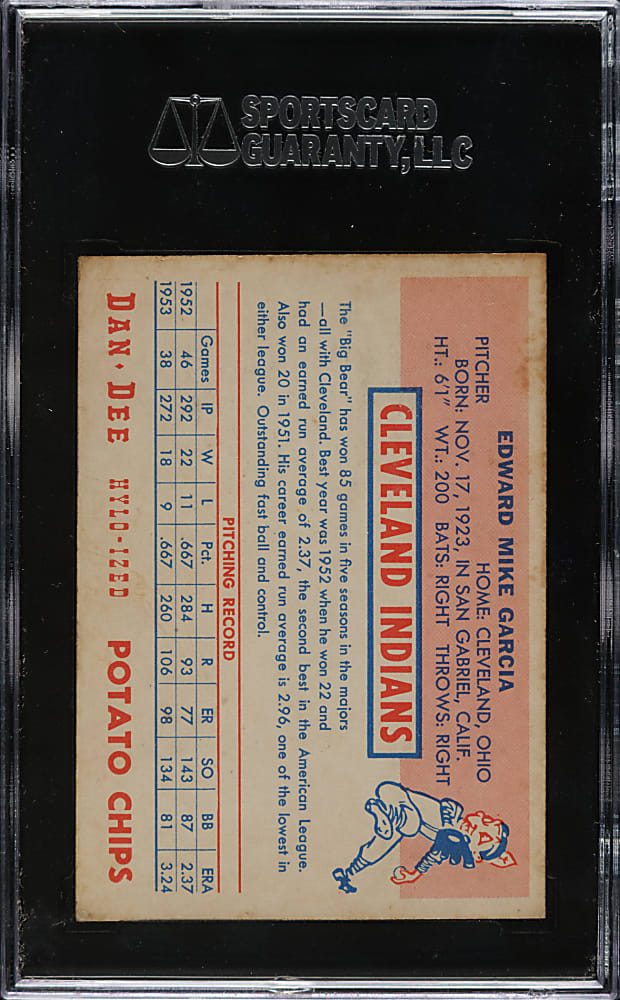 SPORTSCARD
GUARANTY, LLC
EDWARD MIKE GARCIA
PITCHER HOME: CLEVELAND, OHIO
BORN: NOV. 17, 1923, IN SAN GABRIEL, CALIF.
HT.: 6'1" WT.: 200 BATS: RIGHT THROWS: RIGHT
CLEVELAND INDIANS
The "Big Bear" has won 85 games in five seasons in the majors
—all with Cleveland. Best year was 1952 when he won 22 and
had an earned run average of 2.37, the second best in the American League.
Also won 20 in 1951. His career earned run average is 2.96, one of the lowest in
either league. Outstanding fast ball and control.
PITCHING RECORD
Games IP W L Pct. H R ER SO BB ERA
1952 46 292 22 11 .667 284 93 77 143 87 2.37
1953 38 272 18 9 .667 260 106 98 134 81 3.24
DAN·DEE HYLO-IZED POTATO CHIPS